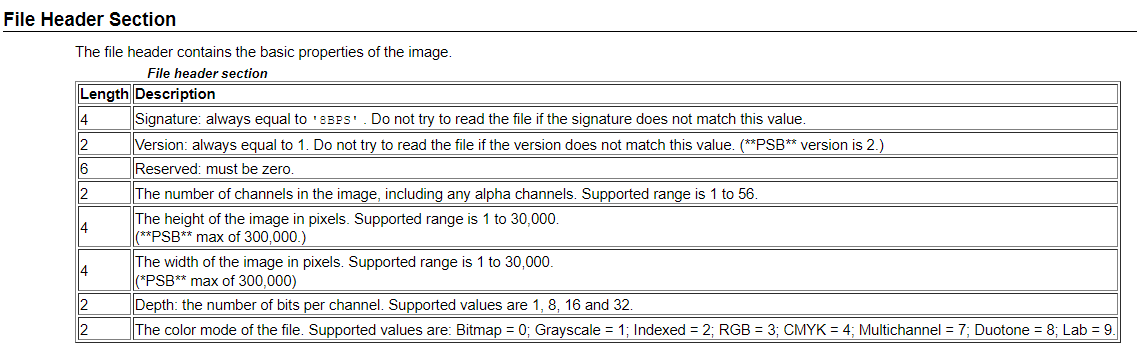 File Header Section
The file header contains the basic properties of the image.
File header section
Length Description
4 Signature: always equal to '8BPS' . Do not try to read the file if the signature does not match this value.
2 Version: always equal to 1. Do not try to read the file if the version does not match this value. (**PSB** version is 2.)
6 Reserved: must be zero.
2 The number of channels in the image, including any alpha channels. Supported range is 1 to 56.
4 The height of the image in pixels. Supported range is 1 to 30,000.
(**PSB** max of 300,000.)
4 The width of the image in pixels. Supported range is 1 to 30,000.
(*PSB** max of 300,000)
2 Depth: the number of bits per channel. Supported values are 1, 8, 16 and 32.
2 The color mode of the file. Supported values are: Bitmap = 0; Grayscale = 1; Indexed = 2; RGB = 3; CMYK = 4; Multichannel = 7; Duotone = 8; Lab = 9.